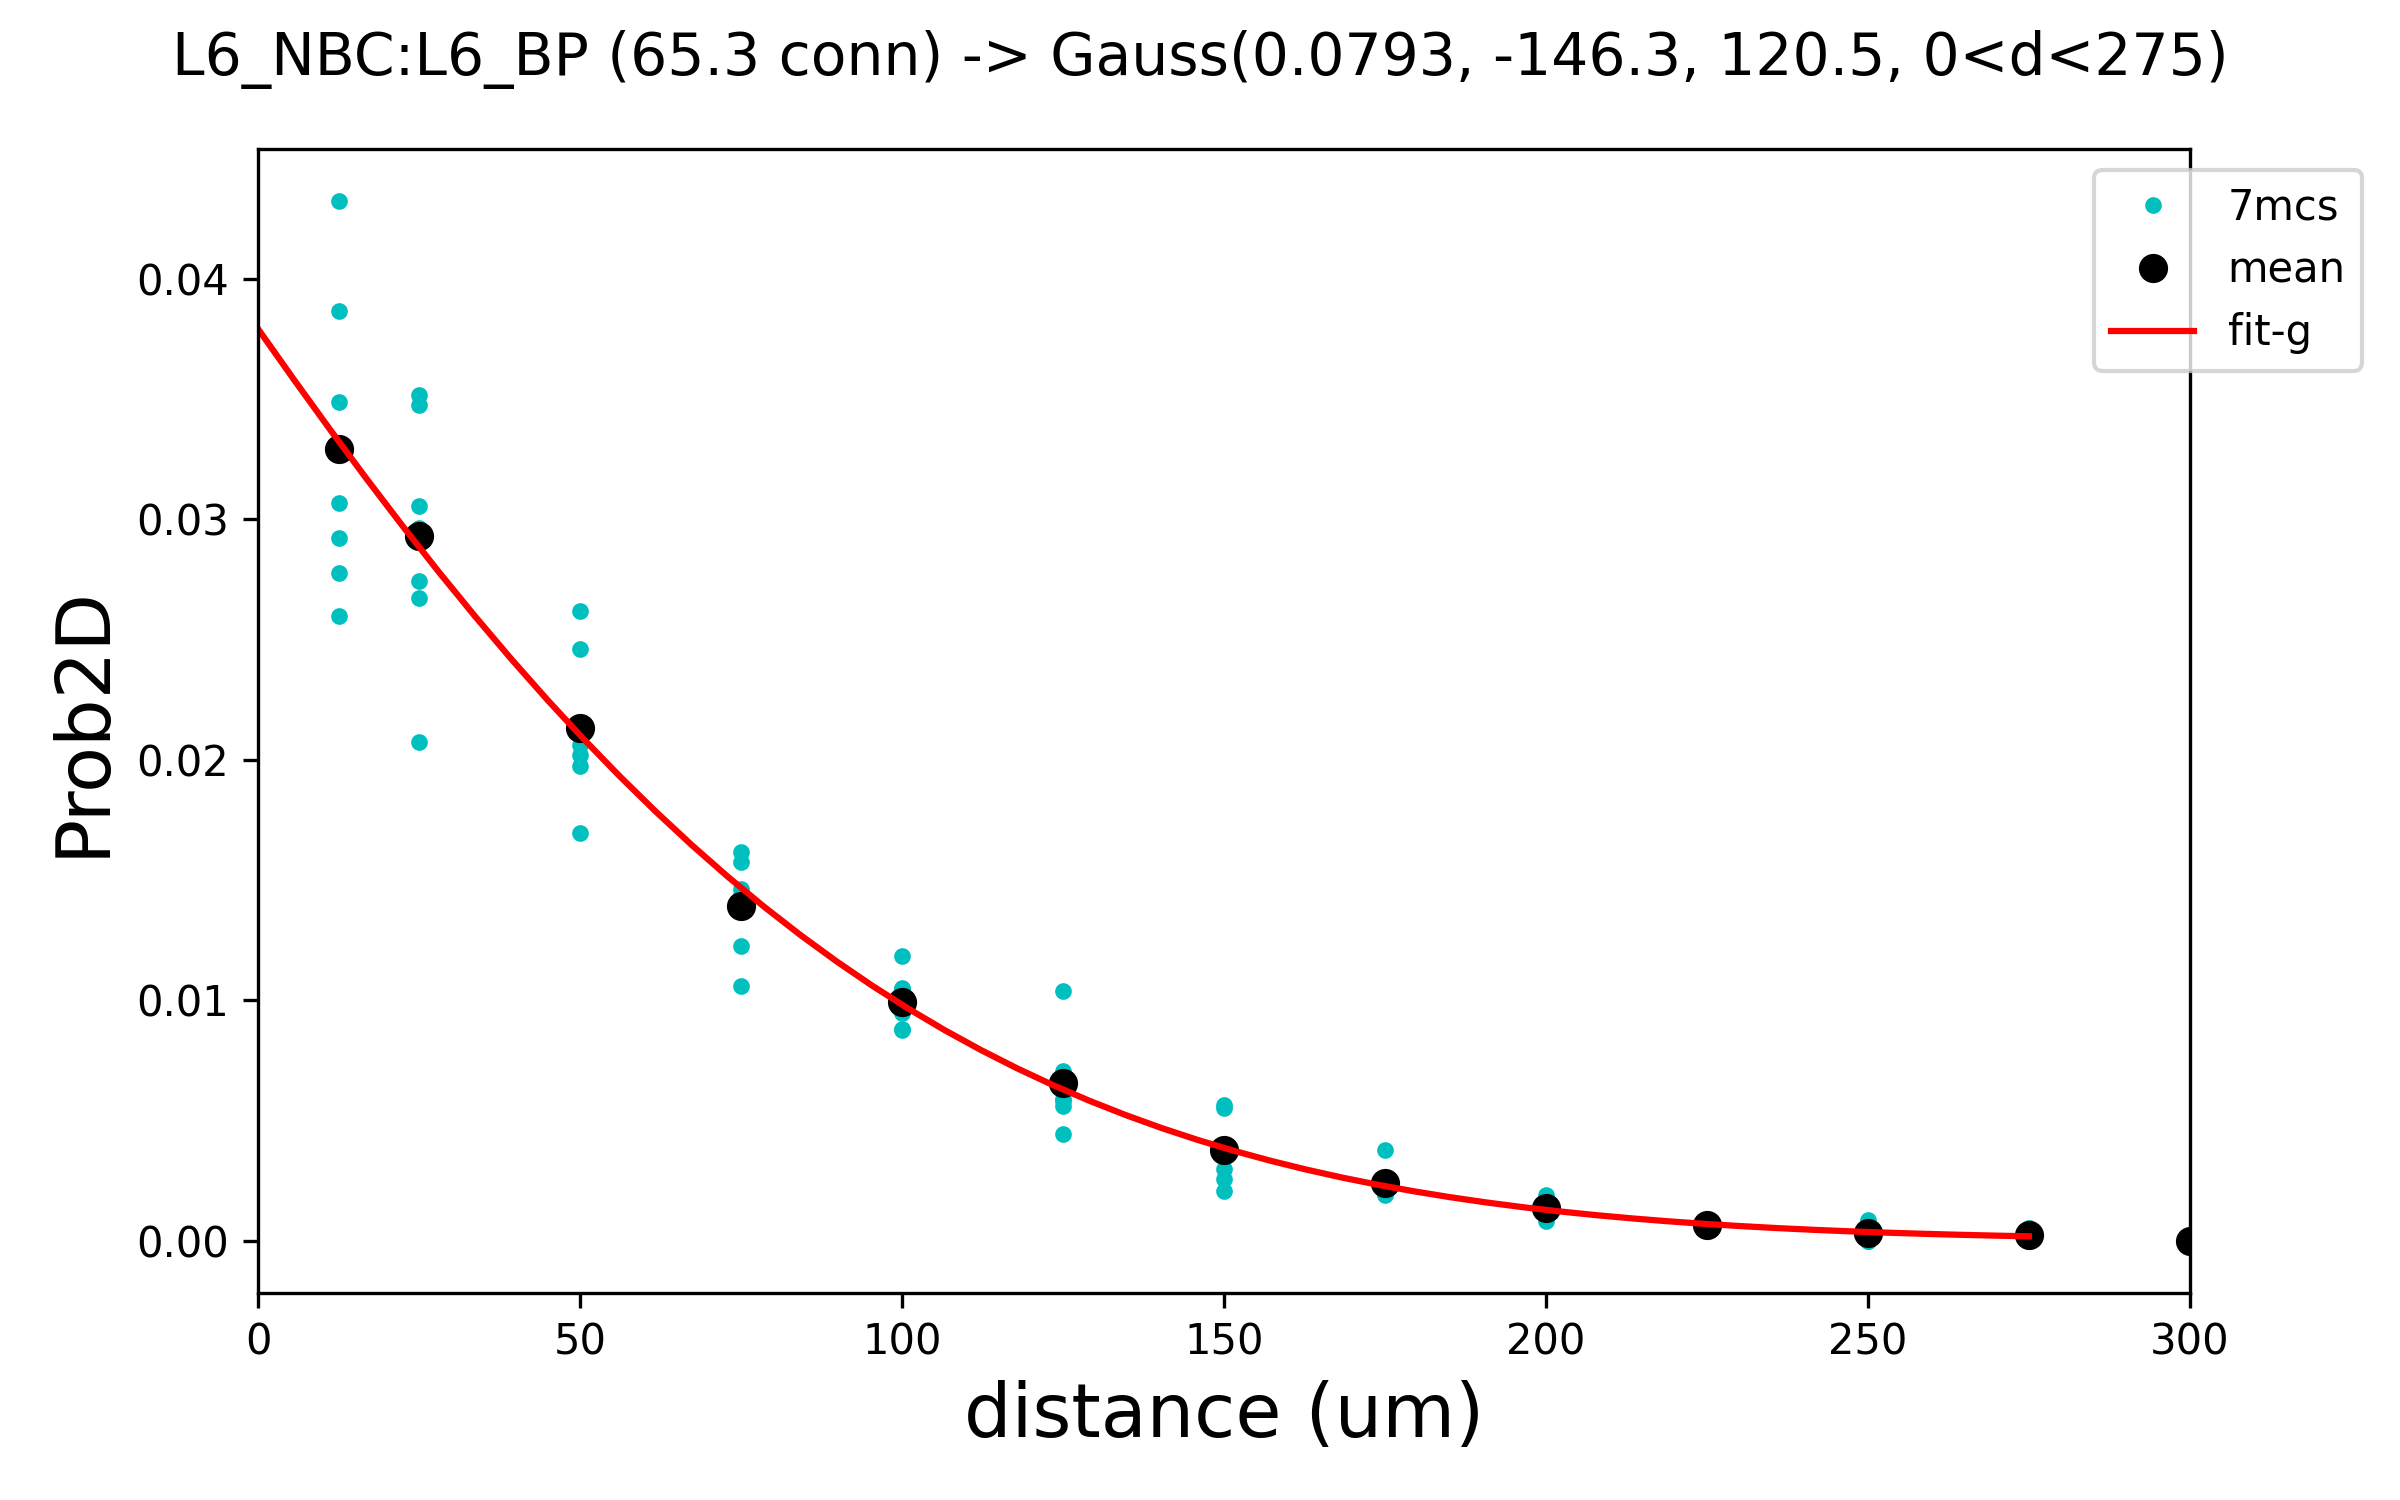 L6_NBC:L6_BP (65.3 conn) -> Gauss(0.0793, -146.3, 120.5, 0<d<275)
7mcs
mean
fit-g
Prob2D
0.04
0.03
0.02
0.01
0.00
0 50 100 150 200 250 300
distance (um)